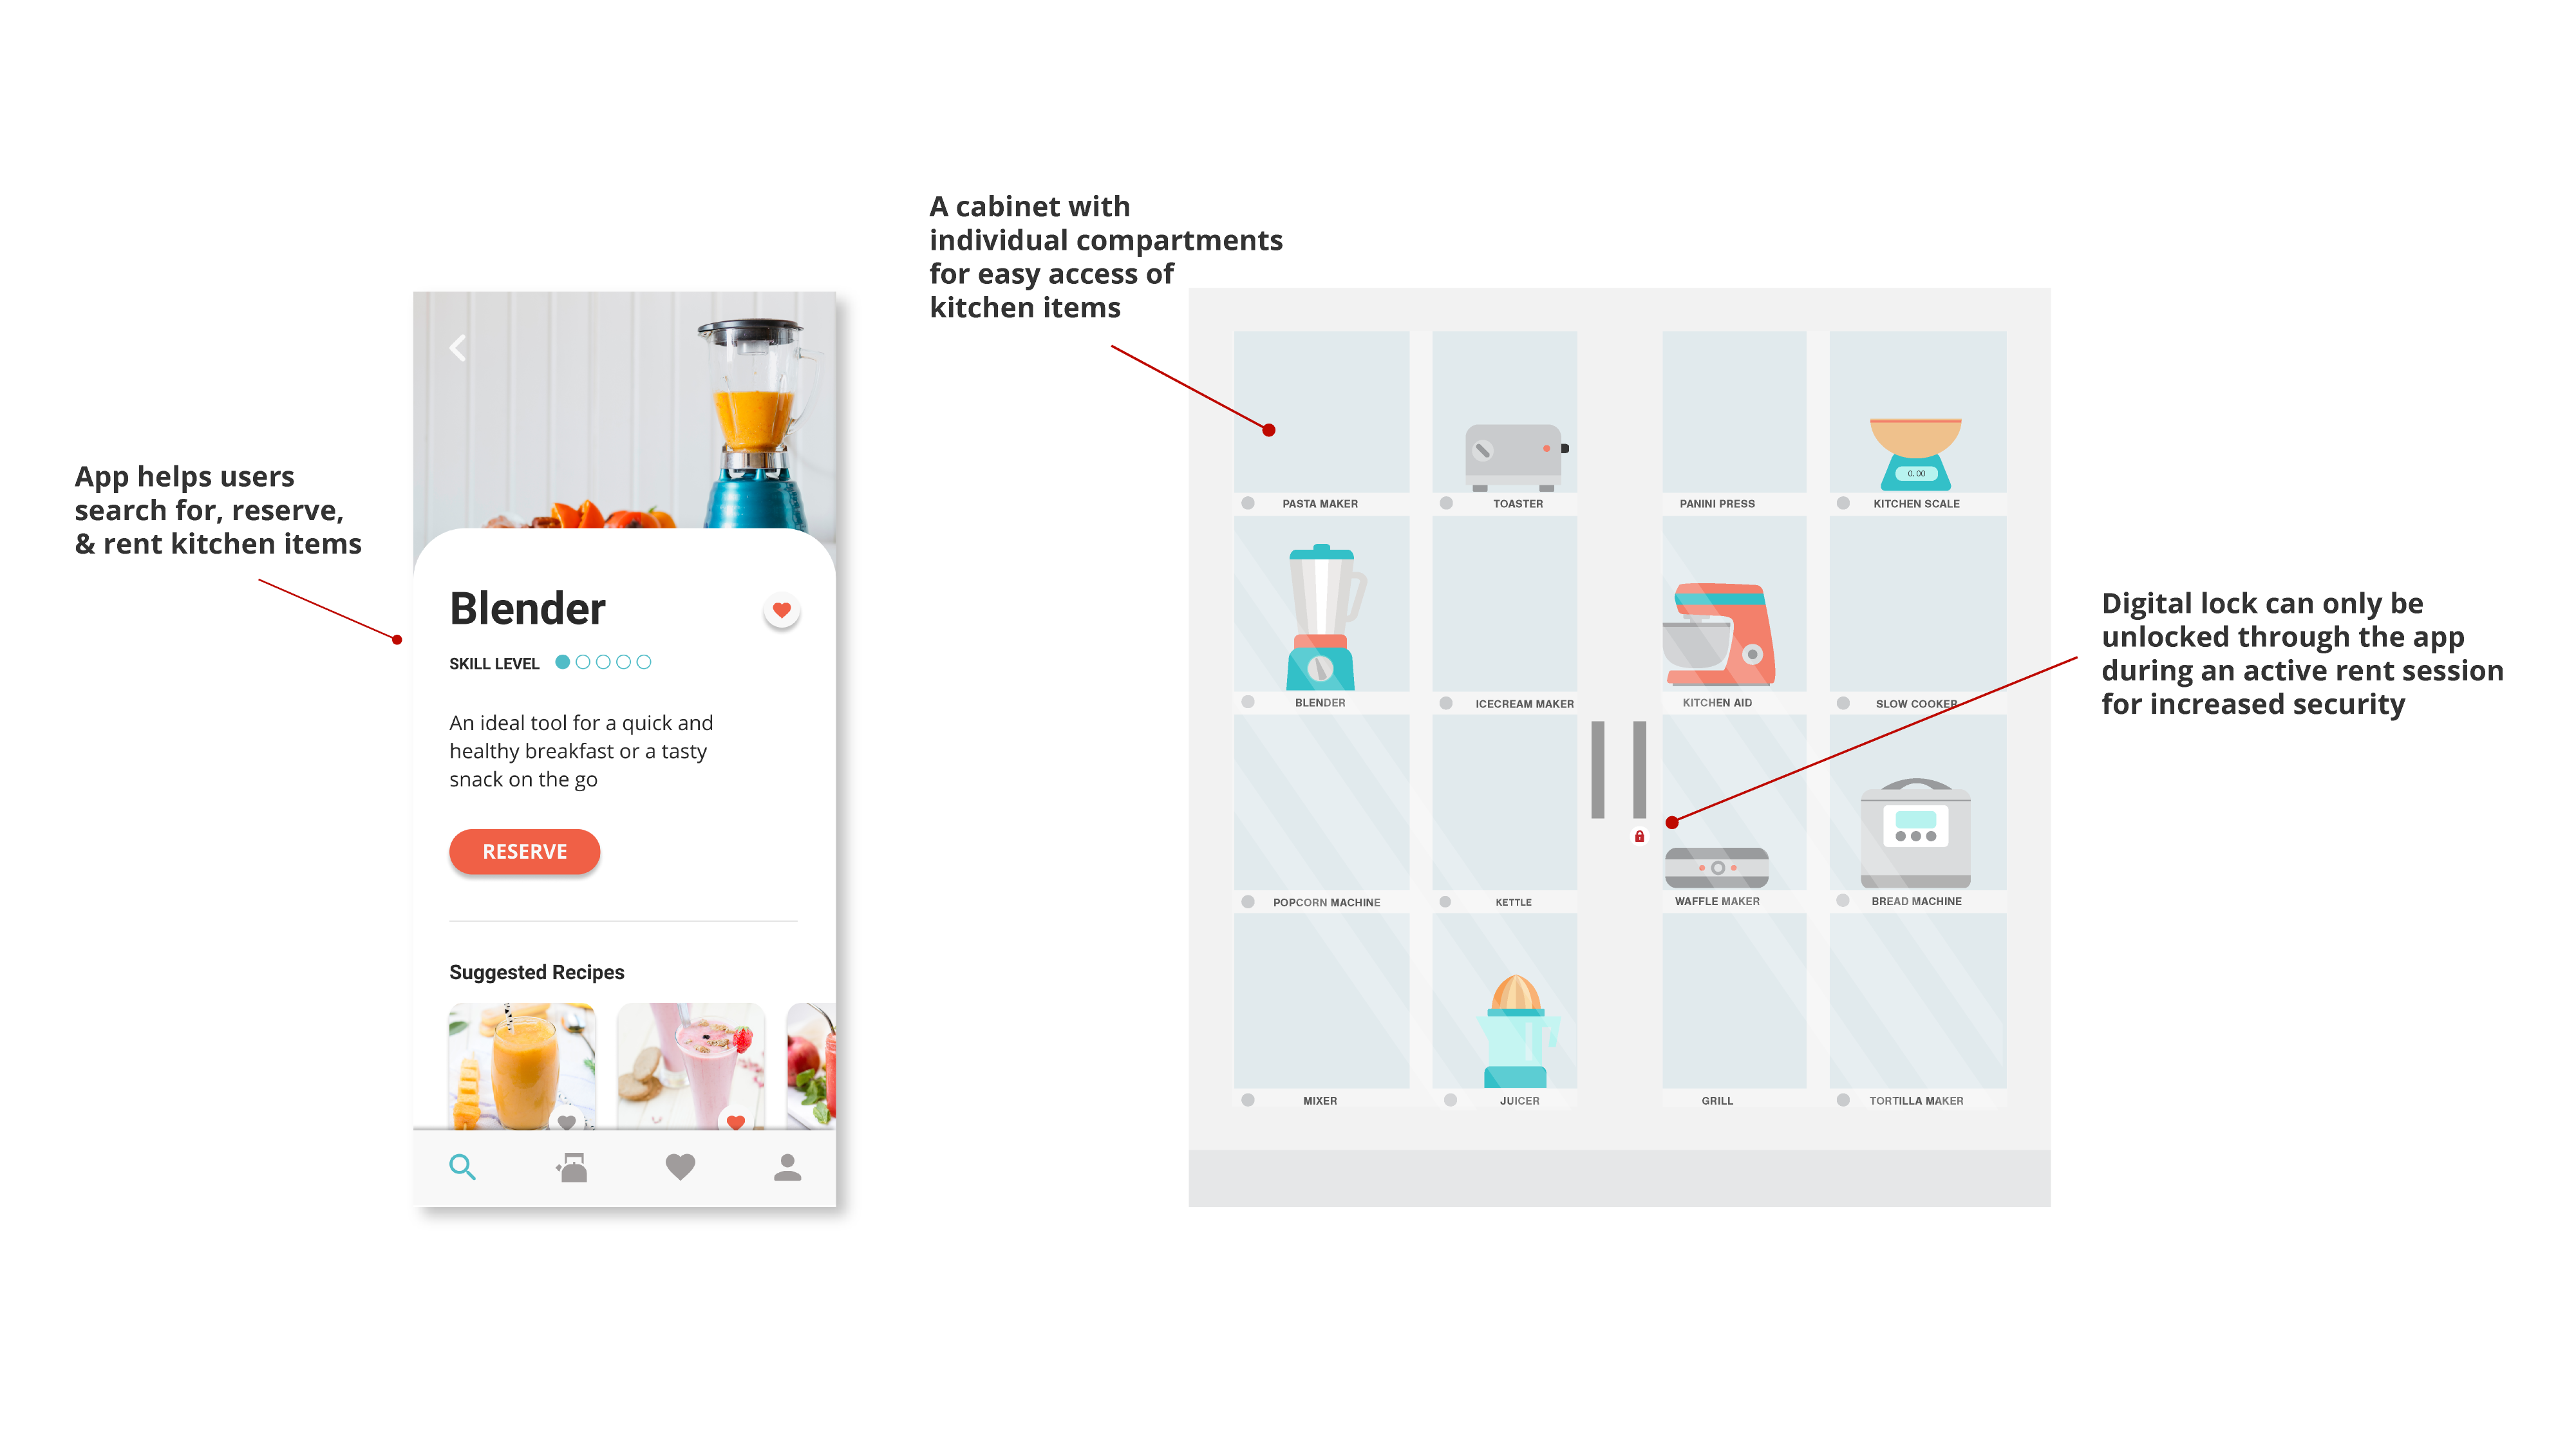 A cabinet with
individual compartments
for easy access of
kitchen items
App helps users
search for, reserve,
& rent kitchen items
Blender
SKILL LEVEL
An ideal tool for a quick and
healthy breakfast or a tasty
snack on the go
RESERVE
Suggested Recipes
0.00
PASTA MAKER
TOASTER
PANINI PRESS
KITCHEN SCALE
BLENDER
ICECREAM MAKER
KITCHEN AID
SLOW COOKER
POPCORN MACHINE
KETTLE
WAFFLE MAKER
BREAD MACHINE
MIXER
JUICER
GRILL
TORTILLA MAKER
Digital lock can only be
unlocked through the app
during an active rent session
for increased security